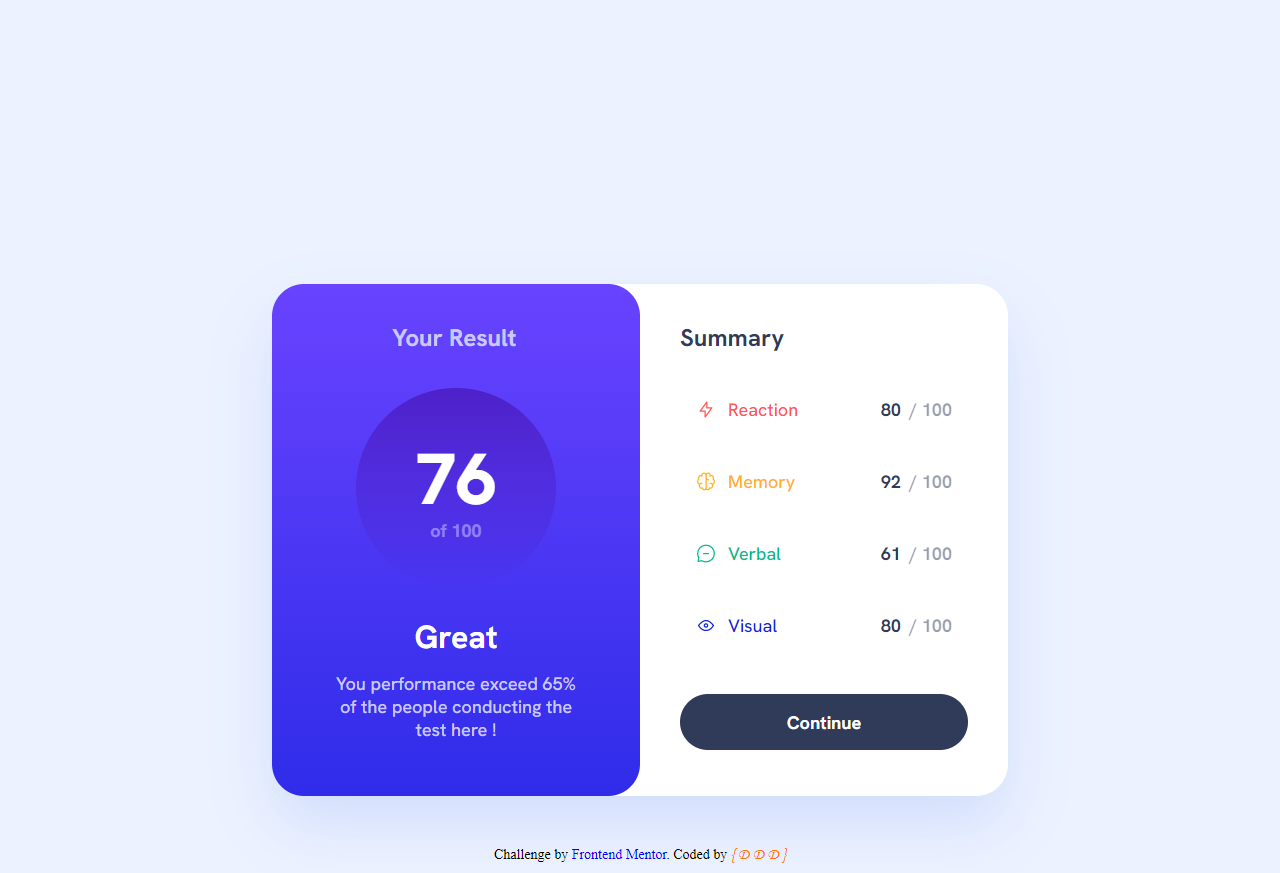 Your Result
76
of 100
Great
You performance exceed 65%
of the people conducting the
test here !
Summary
Reaction 80 / 100
Memory 92 / 100
Verbal 61 / 100
Visual 80 / 100
Continue
Challenge by Frontend Mentor. Coded by {𝓓 𝓓 𝓓}